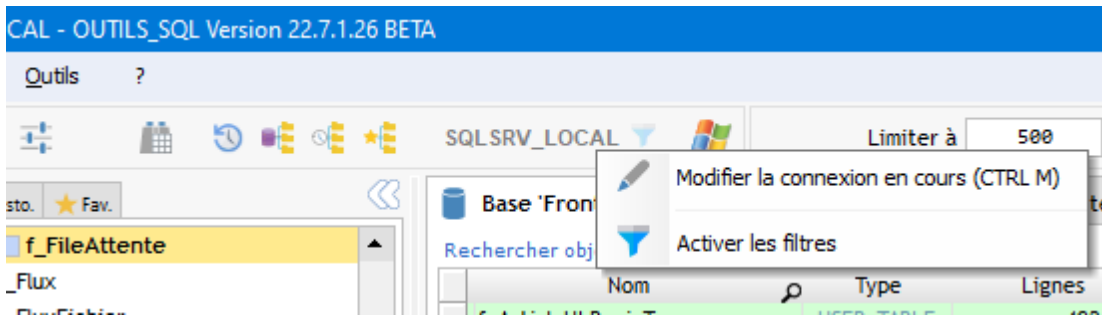 CAL - OUTILS_SQL Version 22.7.1.26 BETA
Outils ?
SQLSRV_LOCAL Limiter à 500
Modifier la connexion en cours (CTRL M)
sto. Fav.
Base 'Fron
f_FileAttente
Rechercher obj
Activer les filtres
_Flux
Nom Type Lignes